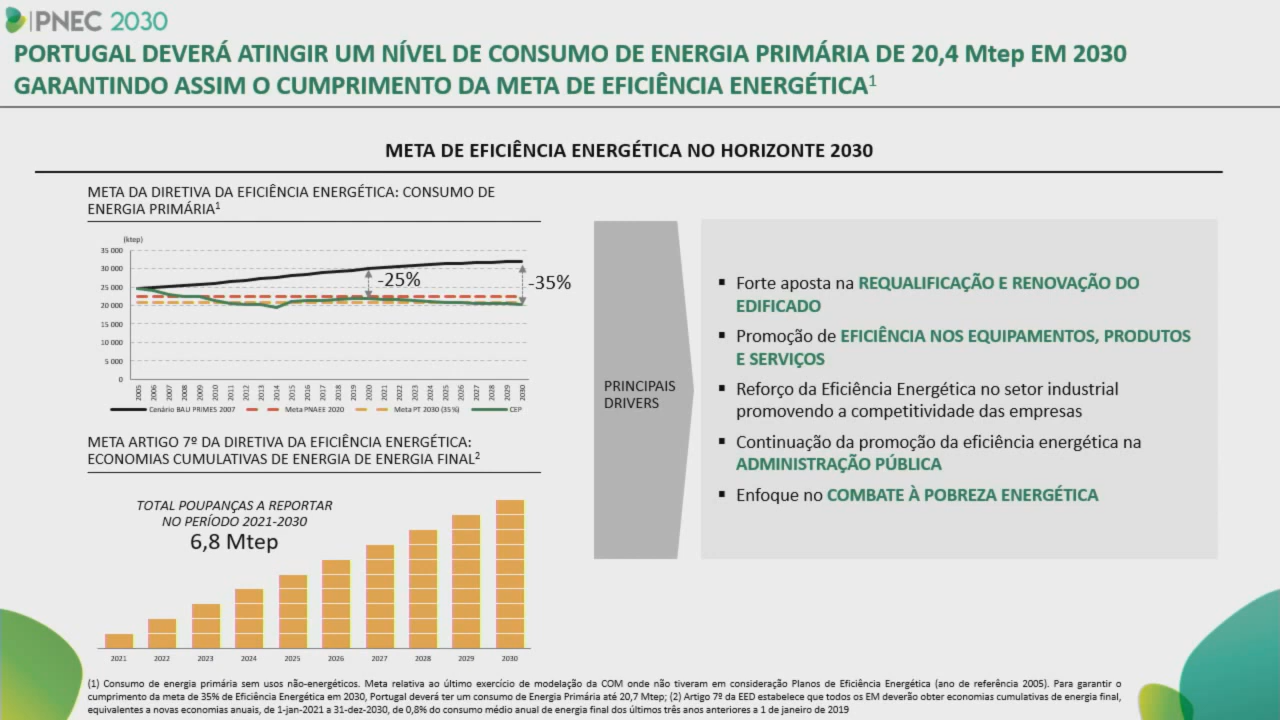 PNEC 2030
PORTUGAL DEVERÁ ATINGIR UM NÍVEL DE CONSUMO DE ENERGIA PRIMÁRIA DE 20,4 Mtep EM 2030
GARANTINDO ASSIM O CUMPRIMENTO DA META DE EFICIÊNCIA ENERGÉTICA¹
META DE EFICIÊNCIA ENERGÉTICA NO HORIZONTE 2030
META DA DIRETIVA DA EFICIÊNCIA ENERGÉTICA: CONSUMO DE
ENERGIA PRIMÁRIA¹
(ktep)
35 000
30 000
25 000
20 000
15 000
10 000
5 000
0
-25%
-35%
2005 2006 2007 2008 2009 2010 2011 2012 2013 2014 2015 2016 2017 2018 2019 2020 2021 2022 2023 2024 2025 2026 2027 2028 2029 2030
Cenário BAU PRIMES 2007 Meta PNAEE 2020 Meta PT 2030 (35%) CEP
META ARTIGO 7º DA DIRETIVA DA EFICIÊNCIA ENERGÉTICA:
ECONOMIAS CUMULATIVAS DE ENERGIA DE ENERGIA FINAL²
TOTAL POUPANÇAS A REPORTAR
NO PERÍODO 2021-2030
6,8 Mtep
2021 2022 2023 2024 2025 2026 2027 2028 2029 2030
PRINCIPAIS
DRIVERS
▪ Forte aposta na REQUALIFICAÇÃO E RENOVAÇÃO DO
EDIFICADO
▪ Promoção de EFICIÊNCIA NOS EQUIPAMENTOS, PRODUTOS
E SERVIÇOS
▪ Reforço da Eficiência Energética no setor industrial
promovendo a competitividade das empresas
▪ Continuação da promoção da eficiência energética na
ADMINISTRAÇÃO PÚBLICA
▪ Enfoque no COMBATE À POBREZA ENERGÉTICA
(1) Consumo de energia primária sem usos não-energéticos. Meta relativa ao último exercício de modelação da COM onde não tiveram em consideração Planos de Eficiência Energética (ano de referência 2005). Para garantir o
cumprimento da meta de 35% de Eficiência Energética em 2030, Portugal deverá ter um consumo de Energia Primária até 20,7 Mtep; (2) Artigo 7º da EED estabelece que todos os EM deverão obter economias cumulativas de energia final,
equivalentes a novas economias anuais, de 1-jan-2021 a 31-dez-2030, de 0,8% do consumo médio anual de energia final dos últimos três anos anteriores a 1 de janeiro de 2019